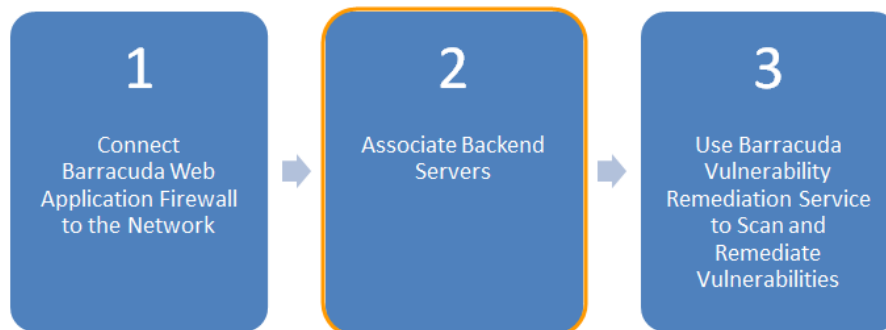 1
Connect
Barracuda Web
Application Firewall
to the Network
2
Associate Backend
Servers
3
Use Barracuda
Vulnerability
Remediation Service
to Scan and
Remediate
Vulnerabilities